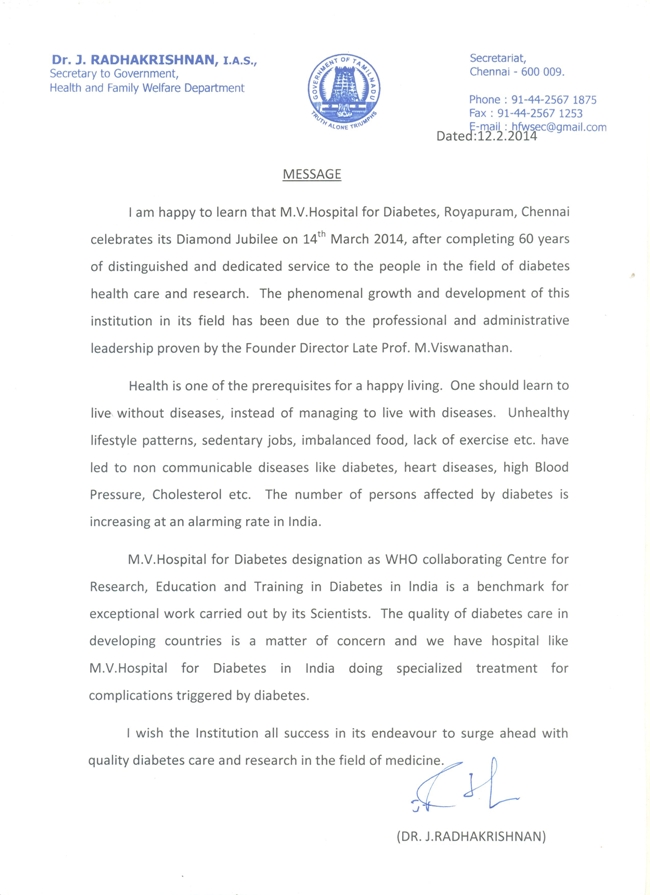 Dr. J. RADHAKRISHNAN, I.A.S.,
Secretary to Government,
Health and Family Welfare Department
GOVERNMENT OF TAMILNADU
TRUTH ALONE TRIUMPHS
Secretariat,
Chennai - 600 009.
Phone : 91-44-2567 1875
Fax : 91-44-2567 1253
E-mail : hfwsec@gmail.com
Dated:12.2.2014
MESSAGE
I am happy to learn that M.V.Hospital for Diabetes, Royapuram, Chennai
celebrates its Diamond Jubilee on 14th March 2014, after completing 60 years
of distinguished and dedicated service to the people in the field of diabetes
health care and research. The phenomenal growth and development of this
institution in its field has been due to the professional and administrative
leadership proven by the Founder Director Late Prof. M.Viswanathan.
Health is one of the prerequisites for a happy living. One should learn to
live without diseases, instead of managing to live with diseases. Unhealthy
lifestyle patterns, sedentary jobs, imbalanced food, lack of exercise etc. have
led to non communicable diseases like diabetes, heart diseases, high Blood
Pressure, Cholesterol etc. The number of persons affected by diabetes is
increasing at an alarming rate in India.
M.V.Hospital for Diabetes designation as WHO collaborating Centre for
Research, Education and Training in Diabetes in India is a benchmark for
exceptional work carried out by its Scientists. The quality of diabetes care in
developing countries is a matter of concern and we have hospital like
M.V.Hospital for Diabetes in India doing specialized treatment for
complications triggered by diabetes.
I wish the Institution all success in its endeavour to surge ahead with
quality diabetes care and research in the field of medicine.
(DR. J.RADHAKRISHNAN)